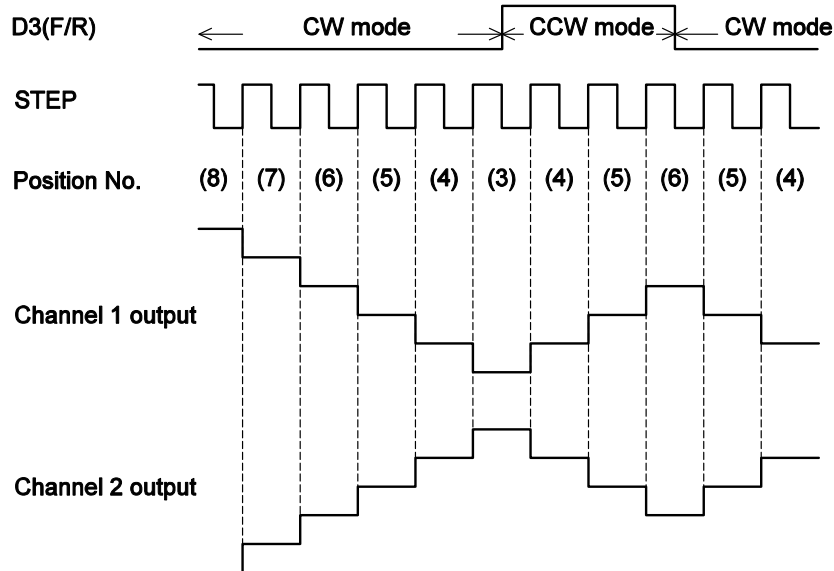 D3(F/R) CW mode CCW mode CW mode
STEP
Position No. (8) (7) (6) (5) (4) (3) (4) (5) (6) (5) (4)
Channel 1 output
Channel 2 output